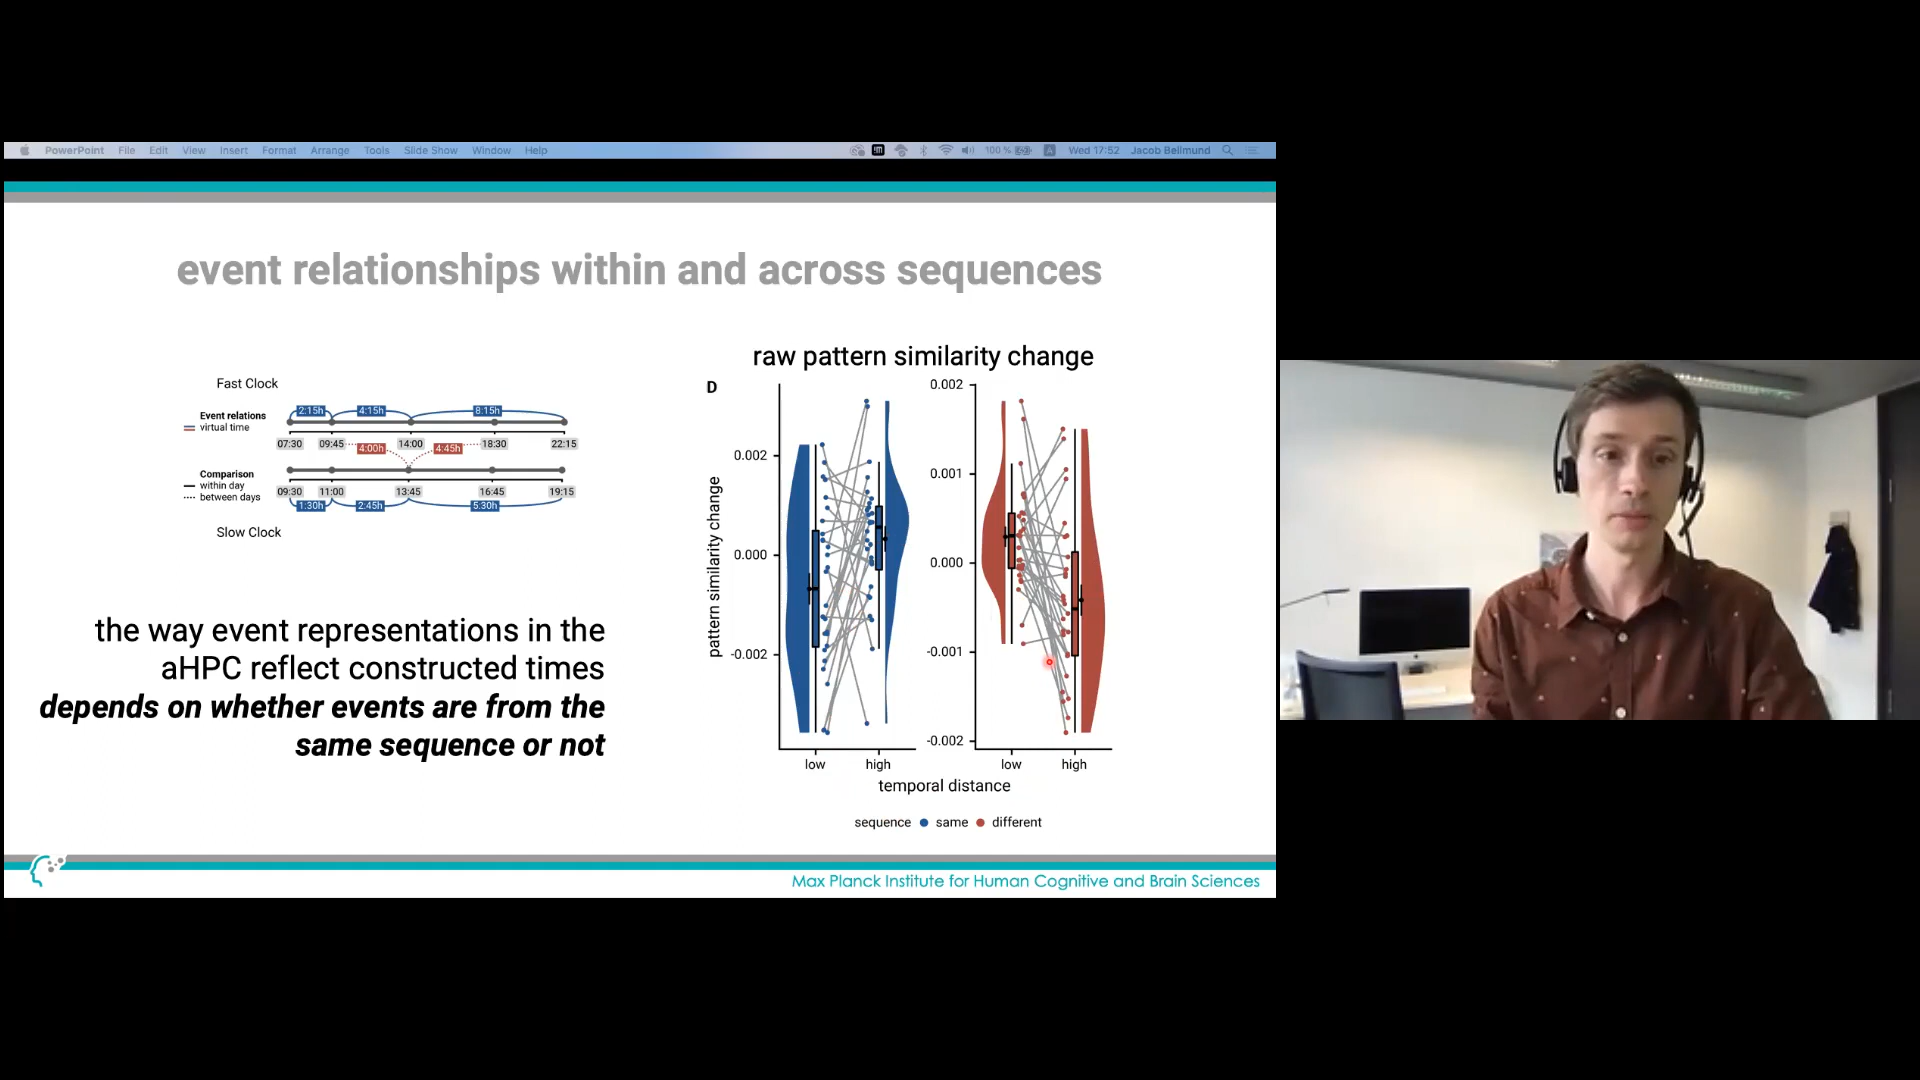 PowerPoint File Edit View Insert Format Arrange Tools Slide Show Window Help 100 % A Wed 17:52 Jacob Bellmund
event relationships within and across sequences
Fast Clock
Event relations
virtual time
2:15h 4:15h 8:15h
07:30 09:45 14:00 18:30 22:15
4:00h 4:45h
Comparison
within day
between days
09:30 11:00 13:45 16:45 19:15
1:30h 2:45h 5:30h
Slow Clock
the way event representations in the
aHPC reflect constructed times
depends on whether events are from the
same sequence or not
raw pattern similarity change
D
pattern similarity change
0.002
0.000
-0.002
low high
0.002
0.001
0.000
-0.001
-0.002
low high
temporal distance
sequence same different
Max Planck Institute for Human Cognitive and Brain Sciences